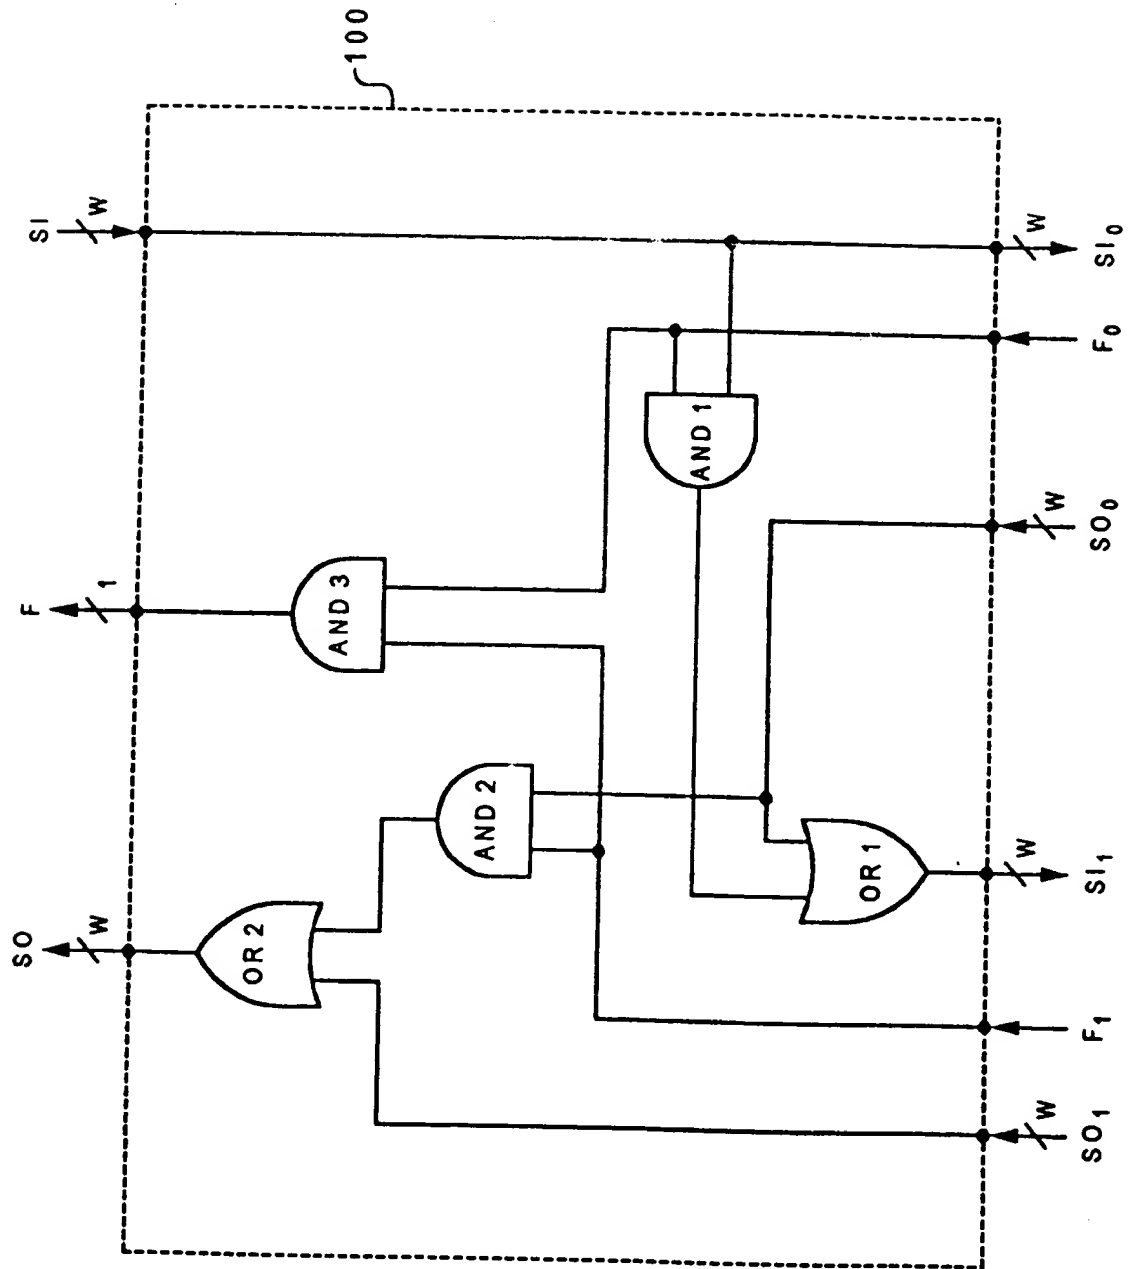 100
SI
W
F
1
SO
W
AND 3
AND 2
OR 2
AND 1
OR 1
W
SI₀
F₀
W
SO₀
W
SI₁
F₁
W
SO₁